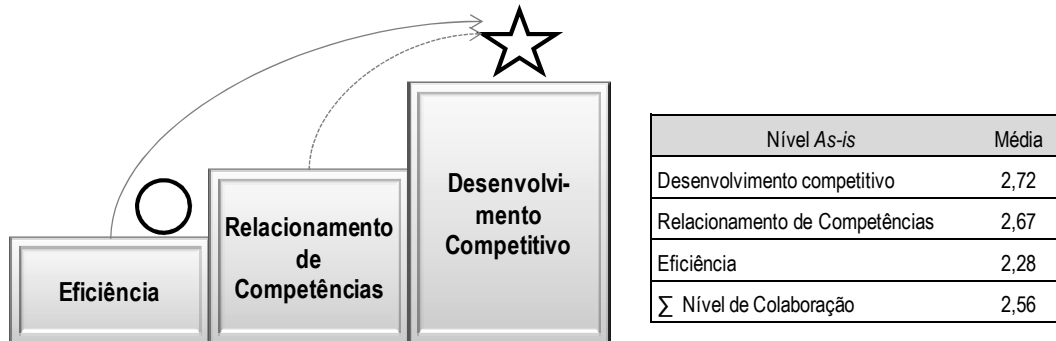 Eficiência
Relacionamento
de
Competências
Desenvolvi-
mento
Competitivo
Nível As-is Média
Desenvolvimento competitivo 2,72
Relacionamento de Competências 2,67
Eficiência 2,28
∑ Nível de Colaboração 2,56